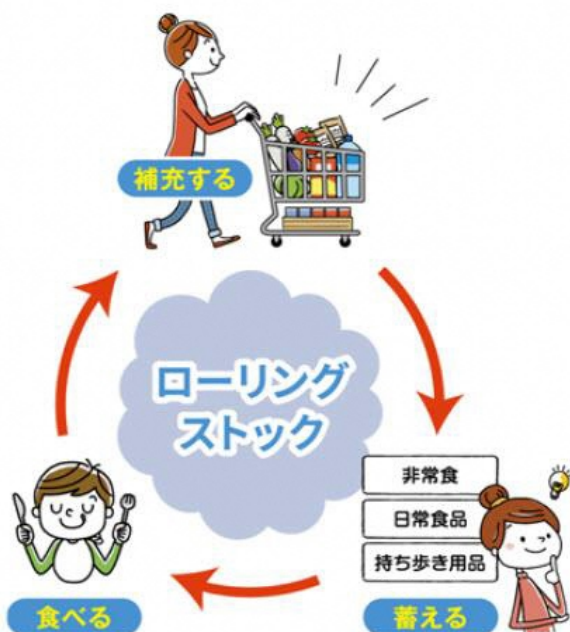 補充する
ローリング
ストック
非常食
日常食品
持ち歩き用品
食べる
蓄える